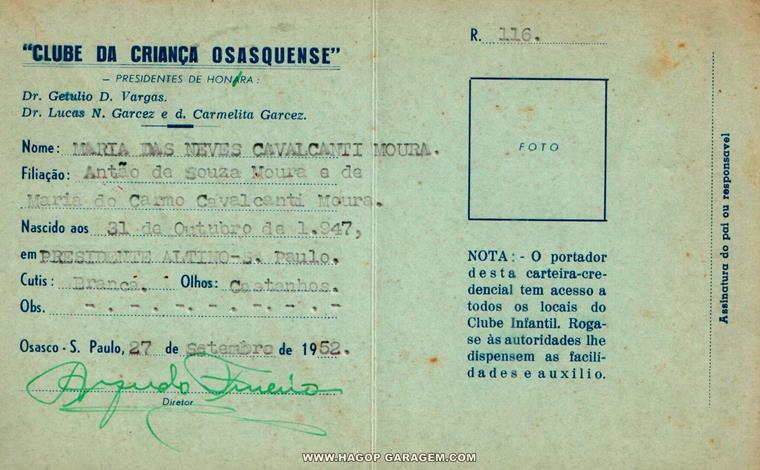 "CLUBE DA CRIANÇA OSASQUENSE"
— PRESIDENTES DE HONRA :
Dr. Getulio D. Vargas.
Dr. Lucas N. Garcez e d. Carmelita Garcez.
Nome: MARIA DAS NEVES CAVALCANTI MOURA.
Filiação: Antão de Souza Moura e de
Maria do Carmo Cavalcanti Moura.
Nascido aos 31 de Outubro de 1.947,
em PRESIDENTE ALTINO-S. Paulo.
Cutis: Branca. Olhos: Castanhos.
Obs. -. -. -. -. -. -. -
Osasco - S. Paulo, 27 de Setembro de 1952.
Diretor
R. 116.
FOTO
NOTA: - O portador
desta carteira-cre-
dencial tem acesso a
todos os locais do
Clube Infantil. Roga-
se às autoridades lhe
dispensem as facili-
dades e auxilio.
Assinatura do pai ou responsavel
WWW.HAGOP GARAGEM.COM